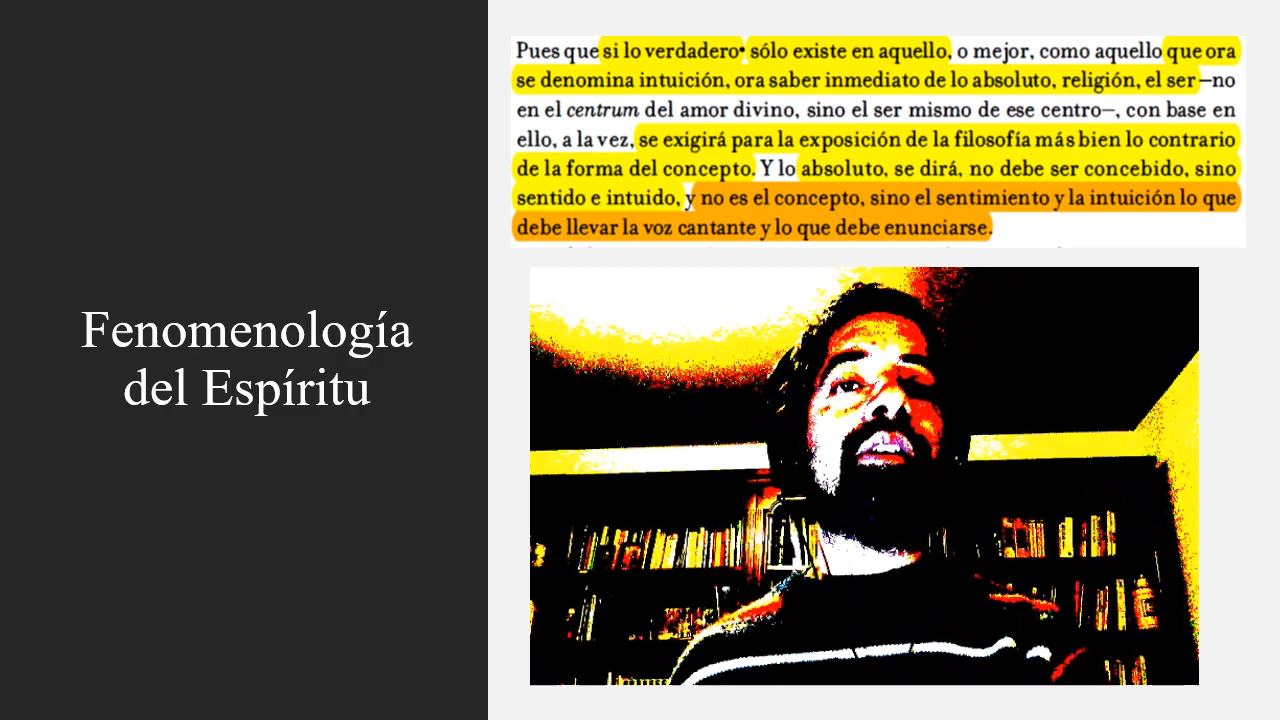 Fenomenología
del Espíritu
Pues que si lo verdadero• sólo existe en aquello, o mejor, como aquello que ora
se denomina intuición, ora saber inmediato de lo absoluto, religión, el ser —no
en el centrum del amor divino, sino el ser mismo de ese centro—, con base en
ello, a la vez, se exigirá para la exposición de la filosofía más bien lo contrario
de la forma del concepto. Y lo absoluto, se dirá, no debe ser concebido, sino
sentido e intuido, y no es el concepto, sino el sentimiento y la intuición lo que
debe llevar la voz cantante y lo que debe enunciarse.